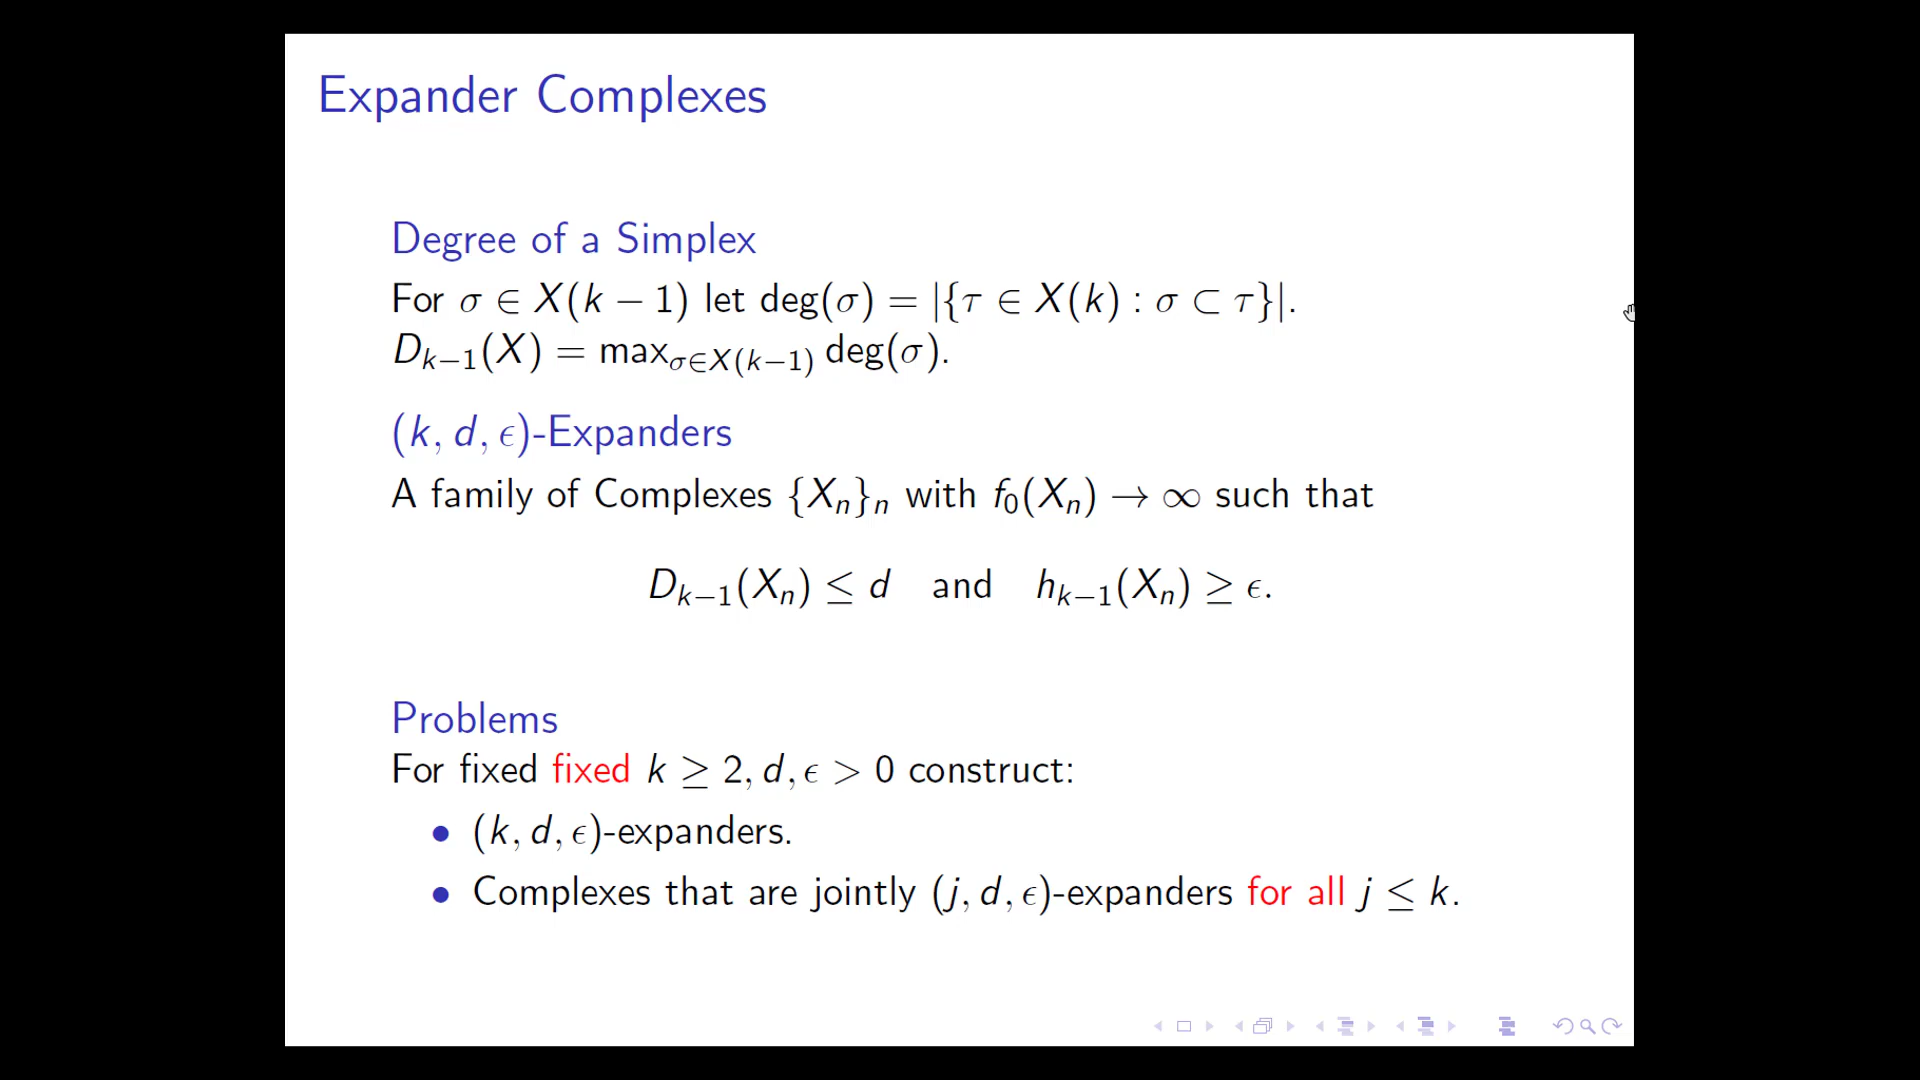 Expander Complexes
Degree of a Simplex
For σ ∈ X(k − 1) let deg(σ) = |{τ ∈ X(k) : σ ⊂ τ}|.
D_{k−1}(X) = max_{σ∈X(k−1)} deg(σ).
(k, d, ϵ)-Expanders
A family of Complexes {X_n}_n with f_0(X_n) → ∞ such that
D_{k−1}(X_n) ≤ d and h_{k−1}(X_n) ≥ ϵ.
Problems
For fixed fixed k ≥ 2, d, ϵ > 0 construct:
• (k, d, ϵ)-expanders.
• Complexes that are jointly (j, d, ϵ)-expanders for all j ≤ k.